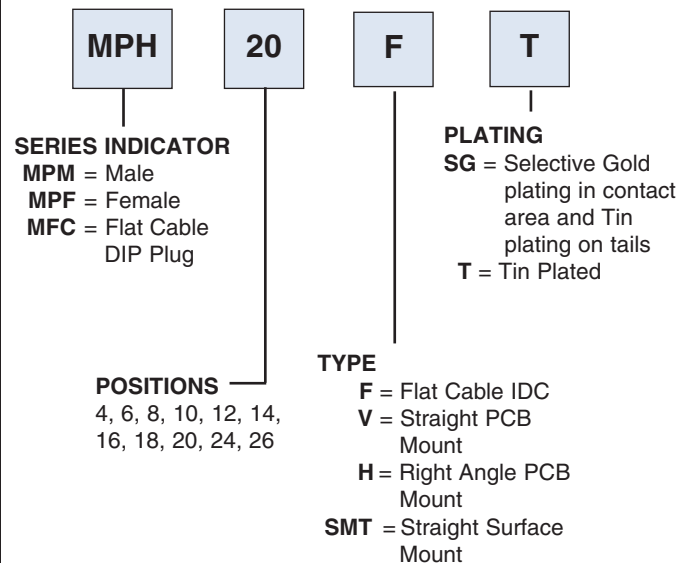 MPH 20 F T
SERIES INDICATOR
MPM = Male
MPF = Female
MFC = Flat Cable
DIP Plug
PLATING
SG = Selective Gold
plating in contact
area and Tin
plating on tails
T = Tin Plated
POSITIONS
4, 6, 8, 10, 12, 14,
16, 18, 20, 24, 26
TYPE
F = Flat Cable IDC
V = Straight PCB
Mount
H = Right Angle PCB
Mount
SMT = Straight Surface
Mount